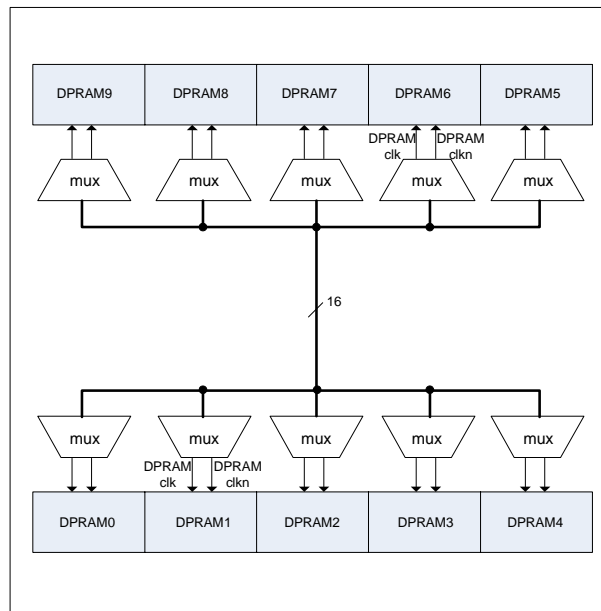 DPRAM9 DPRAM8 DPRAM7 DPRAM6 DPRAM5
DPRAM DPRAM
clk clkn
mux mux mux mux mux
16
mux mux mux mux mux
DPRAM DPRAM
clk clkn
DPRAM0 DPRAM1 DPRAM2 DPRAM3 DPRAM4